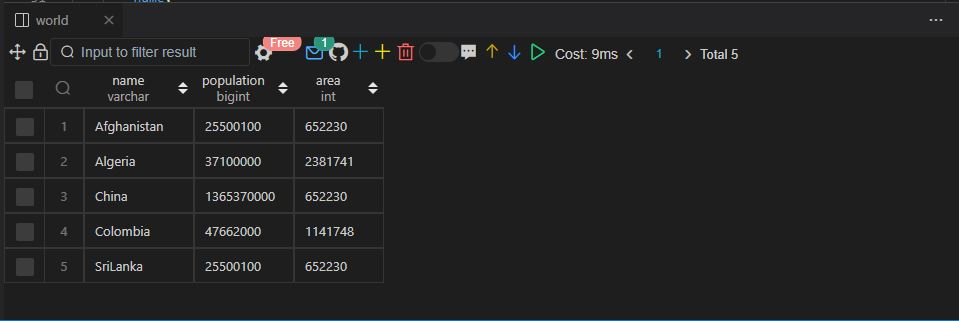 world
Input to filter result Free 1 Cost: 9ms 1 Total 5
name population area
varchar bigint int
1 Afghanistan 25500100 652230
2 Algeria 37100000 2381741
3 China 1365370000 652230
4 Colombia 47662000 1141748
5 SriLanka 25500100 652230